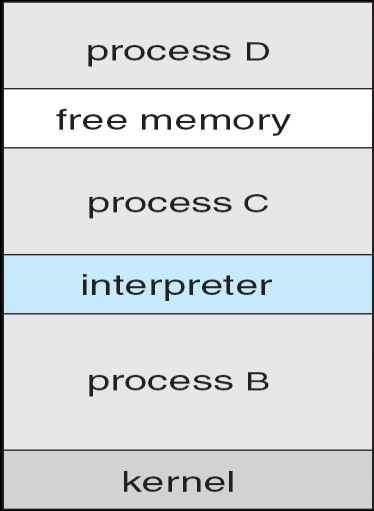 process D
free memory
process C
interpreter
process B
kernel